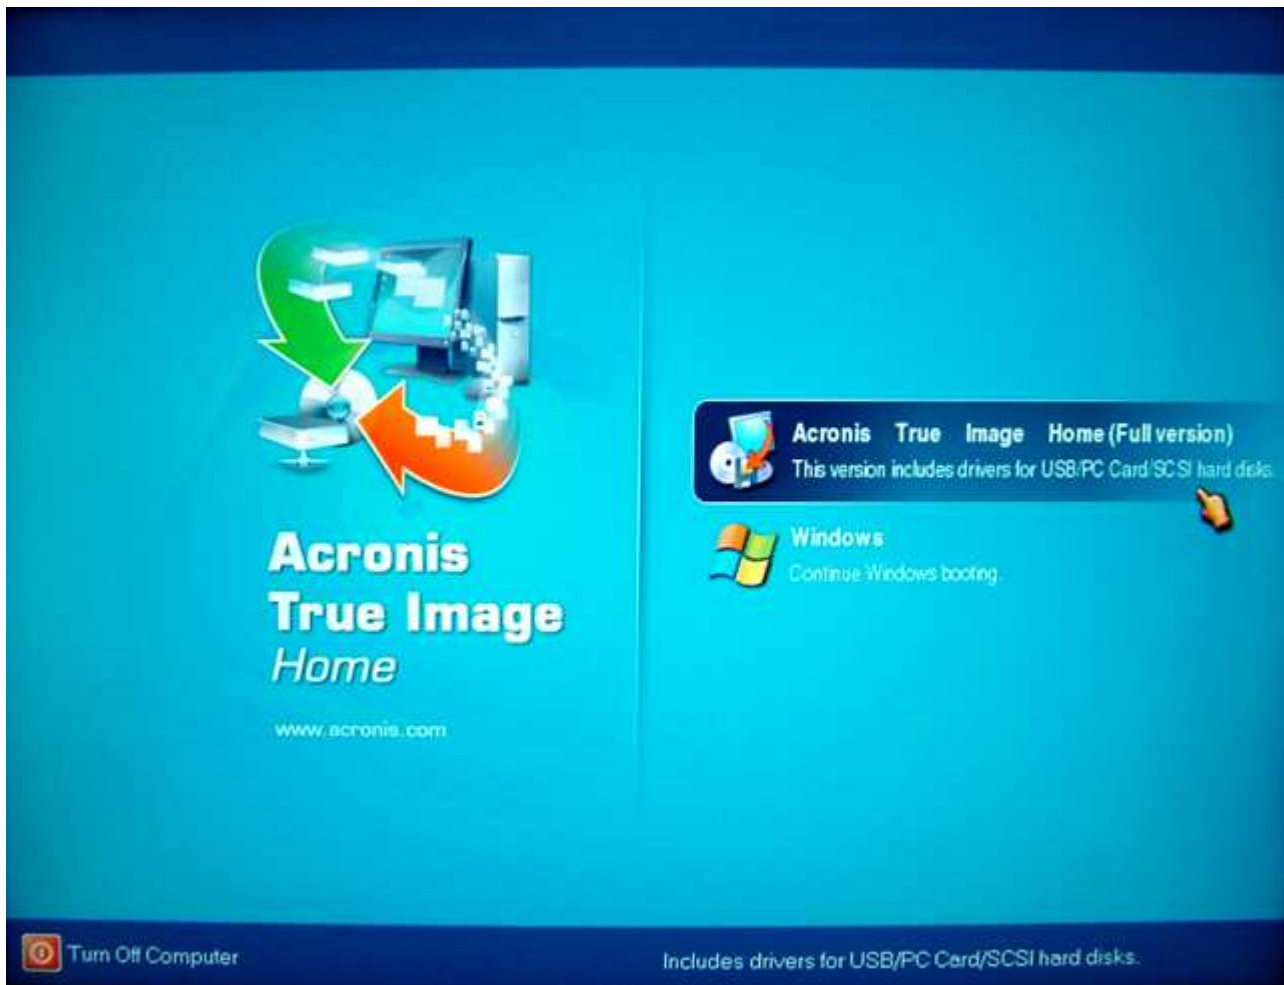 Acronis
True Image
Home
www.acronis.com
Acronis True Image Home (Full version)
This version includes drivers for USB/PC Card/SCSI hard disks.
Windows
Continue Windows booting.
Turn Off Computer
Includes drivers for USB/PC Card/SCSI hard disks.